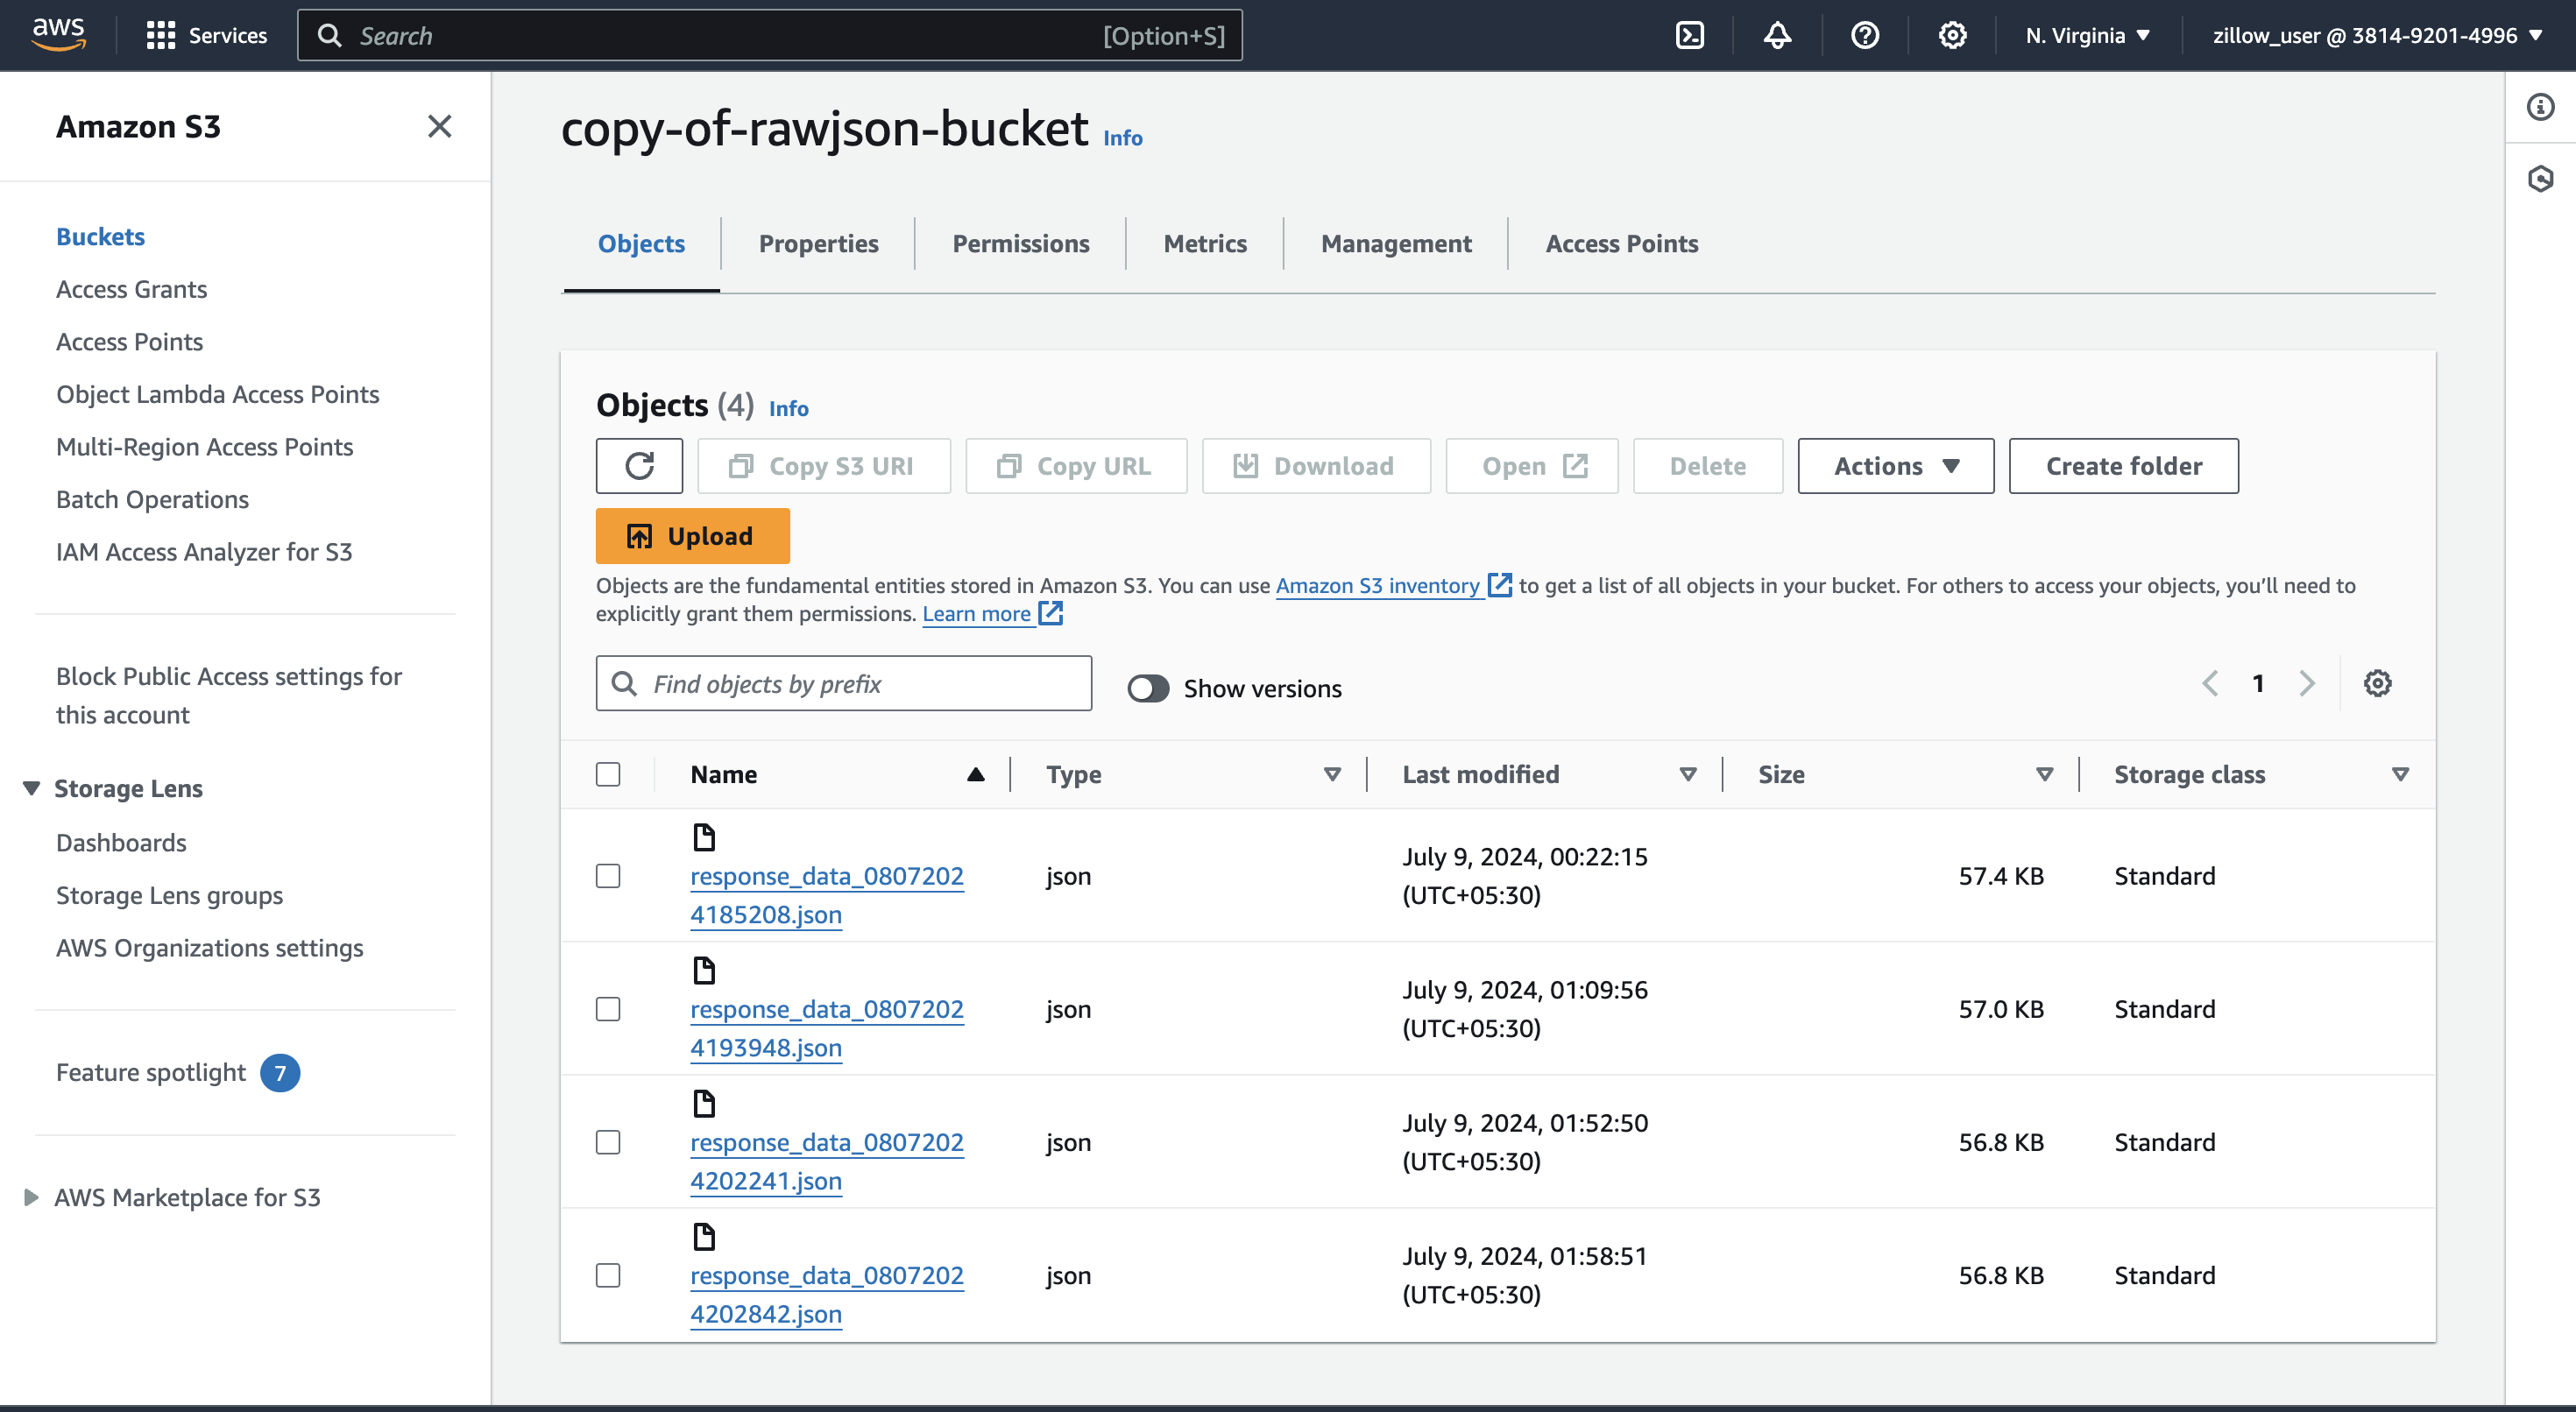 aws
Services
Search
[Option+S]
N. Virginia
zillow_user @ 3814-9201-4996
Amazon S3
Buckets
Access Grants
Access Points
Object Lambda Access Points
Multi-Region Access Points
Batch Operations
IAM Access Analyzer for S3
Block Public Access settings for
this account
Storage Lens
Dashboards
Storage Lens groups
AWS Organizations settings
Feature spotlight 7
AWS Marketplace for S3
copy-of-rawjson-bucket Info
Objects
Properties
Permissions
Metrics
Management
Access Points
Objects (4) Info
Copy S3 URI
Copy URL
Download
Open
Delete
Actions
Create folder
Upload
Objects are the fundamental entities stored in Amazon S3. You can use Amazon S3 inventory to get a list of all objects in your bucket. For others to access your objects, you’ll need to
explicitly grant them permissions. Learn more
Find objects by prefix
Show versions
1
Name
Type
Last modified
Size
Storage class
response_data_0807202
4185208.json
json
July 9, 2024, 00:22:15
(UTC+05:30)
57.4 KB
Standard
response_data_0807202
4193948.json
json
July 9, 2024, 01:09:56
(UTC+05:30)
57.0 KB
Standard
response_data_0807202
4202241.json
json
July 9, 2024, 01:52:50
(UTC+05:30)
56.8 KB
Standard
response_data_0807202
4202842.json
json
July 9, 2024, 01:58:51
(UTC+05:30)
56.8 KB
Standard